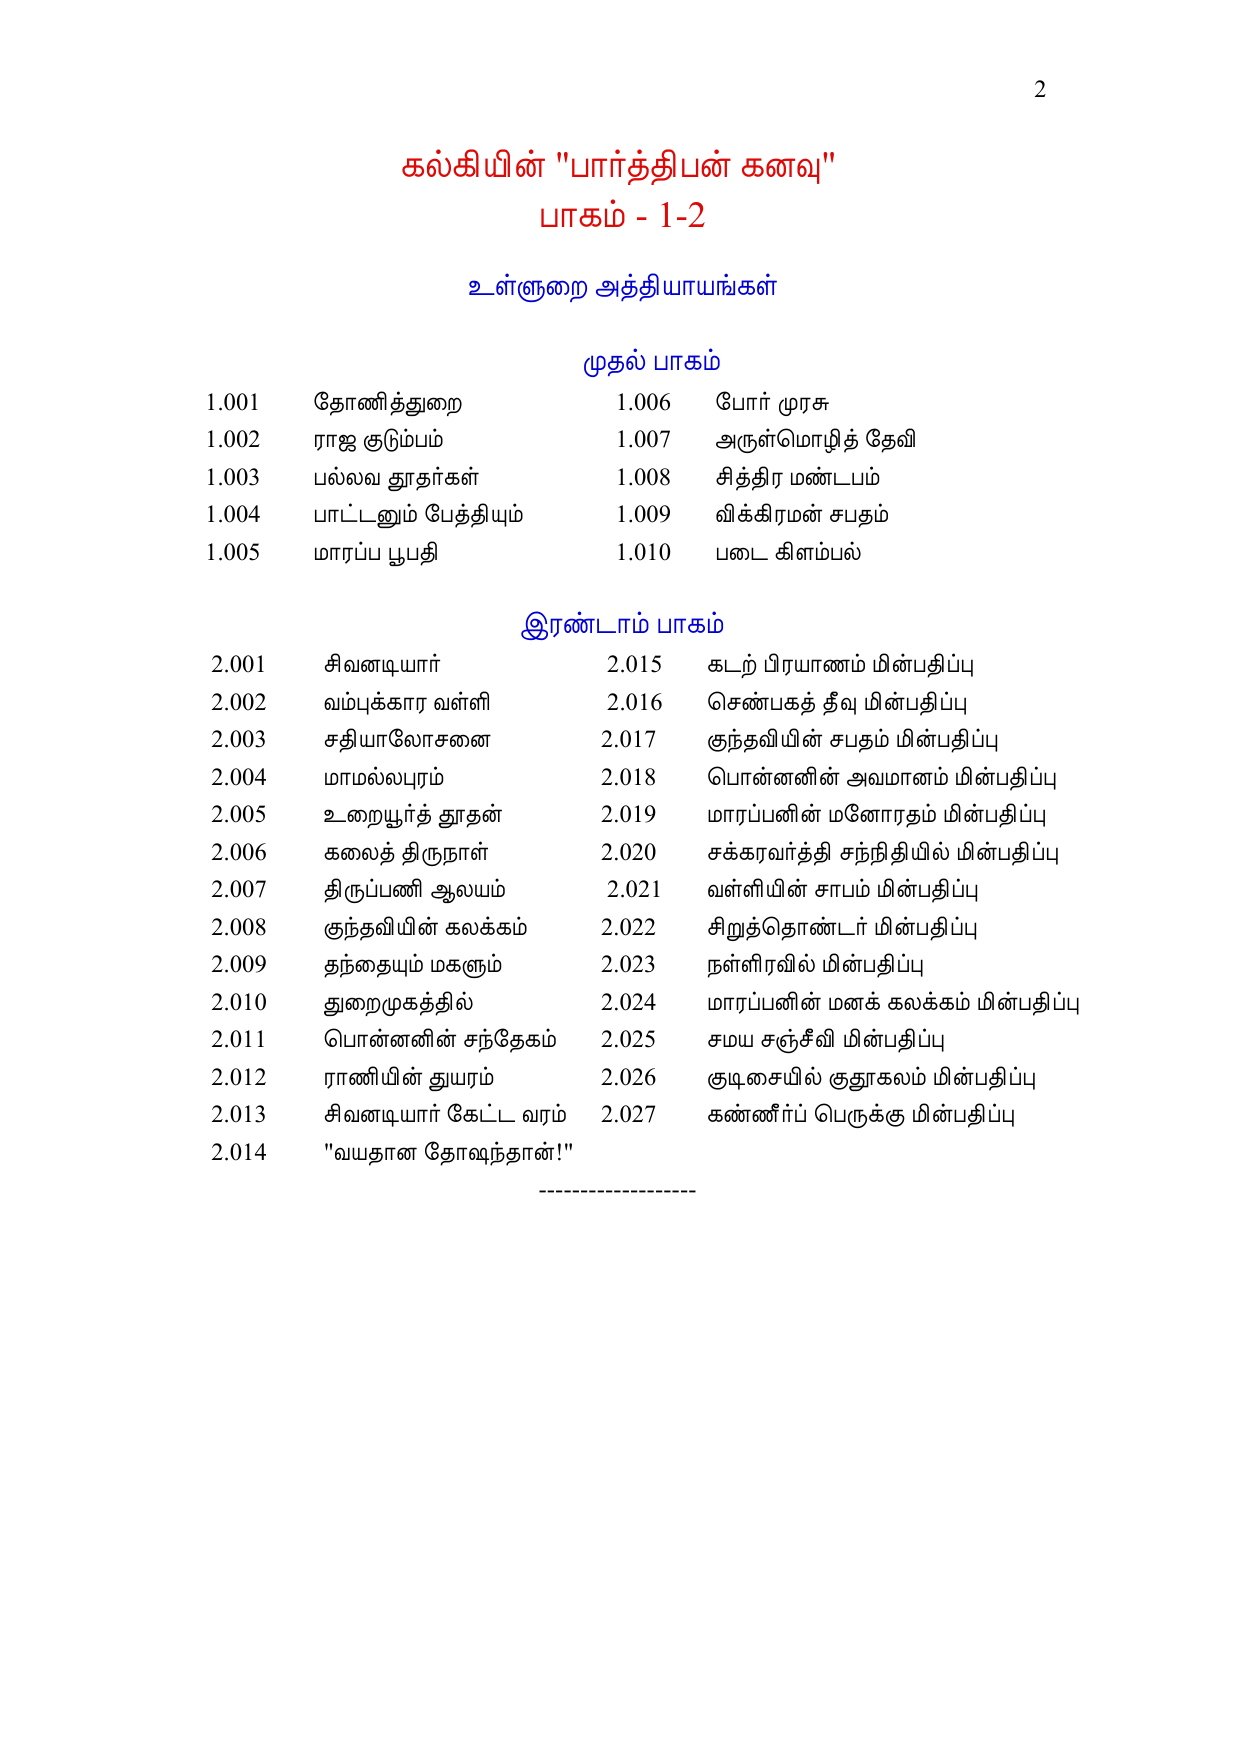 2
கல்கியின் "பார்த்திபன் கனவு"
பாகம் - 1-2
உள்ளுறை அத்தியாயங்கள்
முதல் பாகம்
1.001 தோணித்துறை 1.006 போர் முரசு
1.002 ராஜ குடும்பம் 1.007 அருள்மொழித் தேவி
1.003 பல்லவ தூதர்கள் 1.008 சித்திர மண்டபம்
1.004 பாட்டனும் பேத்தியும் 1.009 விக்கிரமன் சபதம்
1.005 மாரப்ப பூபதி 1.010 படை கிளம்பல்
இரண்டாம் பாகம்
2.001 சிவனடியார் 2.015 கடற் பிரயாணம் மின்பதிப்பு
2.002 வம்புக்கார வள்ளி 2.016 செண்பகத் தீவு மின்பதிப்பு
2.003 சதியாலோசனை 2.017 குந்தவியின் சபதம் மின்பதிப்பு
2.004 மாமல்லபுரம் 2.018 பொன்னனின் அவமானம் மின்பதிப்பு
2.005 உறையூர்த் தூதன் 2.019 மாரப்பனின் மனோரதம் மின்பதிப்பு
2.006 கலைத் திருநாள் 2.020 சக்கரவர்த்தி சந்நிதியில் மின்பதிப்பு
2.007 திருப்பணி ஆலயம் 2.021 வள்ளியின் சாபம் மின்பதிப்பு
2.008 குந்தவியின் கலக்கம் 2.022 சிறுத்தொண்டர் மின்பதிப்பு
2.009 தந்தையும் மகளும் 2.023 நள்ளிரவில் மின்பதிப்பு
2.010 துறைமுகத்தில் 2.024 மாரப்பனின் மனக் கலக்கம் மின்பதிப்பு
2.011 பொன்னனின் சந்தேகம் 2.025 சமய சஞ்சீவி மின்பதிப்பு
2.012 ராணியின் துயரம் 2.026 குடிசையில் குதூகலம் மின்பதிப்பு
2.013 சிவனடியார் கேட்ட வரம் 2.027 கண்ணீர்ப் பெருக்கு மின்பதிப்பு
2.014 "வயதான தோஷந்தான்!"
-------------------